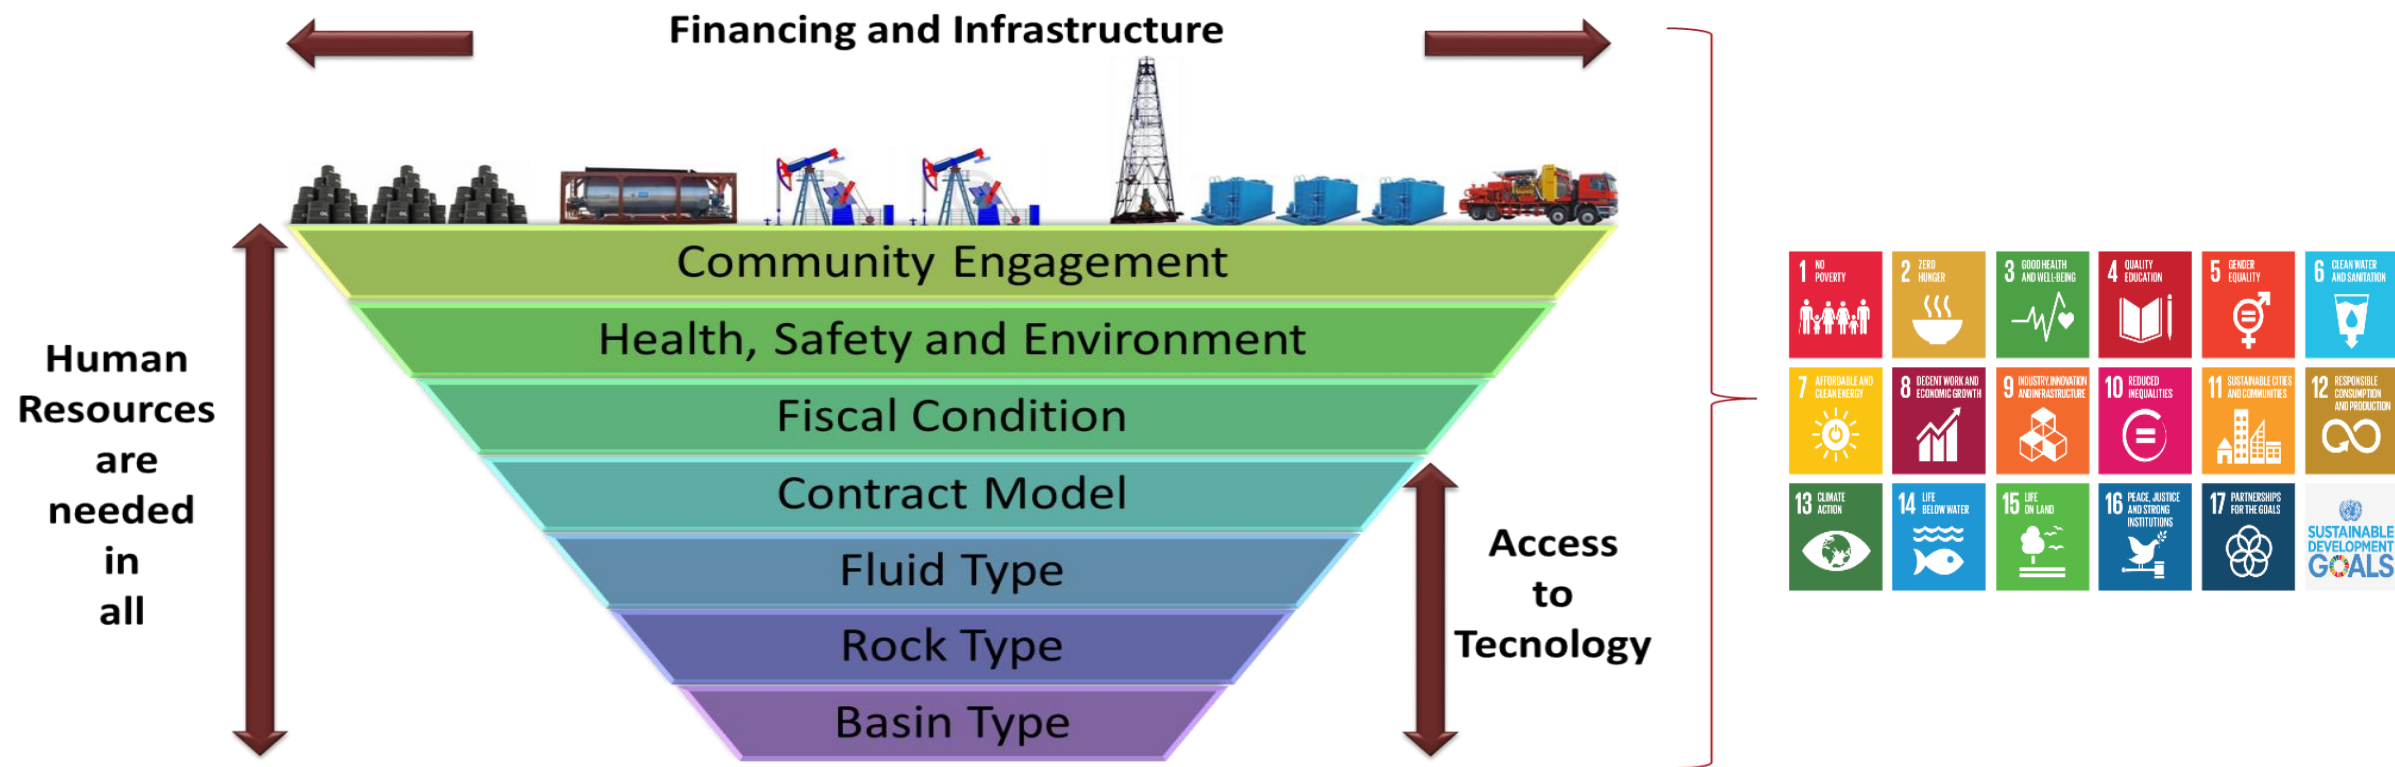 Financing and Infrastructure
Community Engagement
Health, Safety and Environment
Fiscal Condition
Contract Model
Fluid Type
Rock Type
Basin Type
Human
Resources
are
needed
in
all
Access
to
Tecnology
1 NO
POVERTY
2 ZERO
HUNGER
3 GOOD HEALTH
AND WELL-BEING
4 QUALITY
EDUCATION
5 GENDER
EQUALITY
6 CLEAN WATER
AND SANITATION
7 AFFORDABLE AND
CLEAN ENERGY
8 DECENT WORK AND
ECONOMIC GROWTH
9 INDUSTRY, INNOVATION
AND INFRASTRUCTURE
10 REDUCED
INEQUALITIES
11 SUSTAINABLE CITIES
AND COMMUNITIES
12 RESPONSIBLE
CONSUMPTION
AND PRODUCTION
13 CLIMATE
ACTION
14 LIFE
BELOW WATER
15 LIFE
ON LAND
16 PEACE, JUSTICE
AND STRONG
INSTITUTIONS
17 PARTNERSHIPS
FOR THE GOALS
SUSTAINABLE
DEVELOPMENT
GOALS